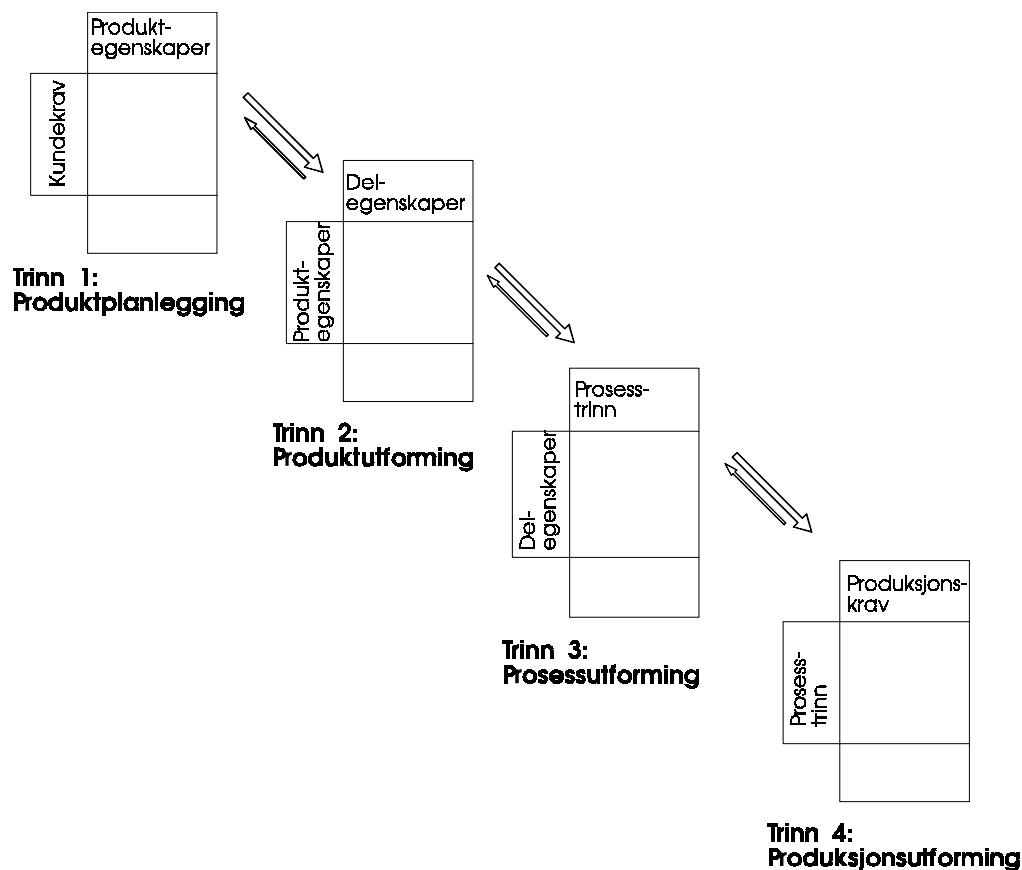 Produkt-
egenskaper
Kundekrav
Trinn 1:
Produktplanlegging
Del-
egenskaper
Produkt-
egenskaper
Trinn 2:
Produktutforming
Prosess-
trinn
Del-
egenskaper
Trinn 3:
Prosessutforming
Produksjons-
krav
Prosess-
trinn
Trinn 4:
Produksjonsutforming